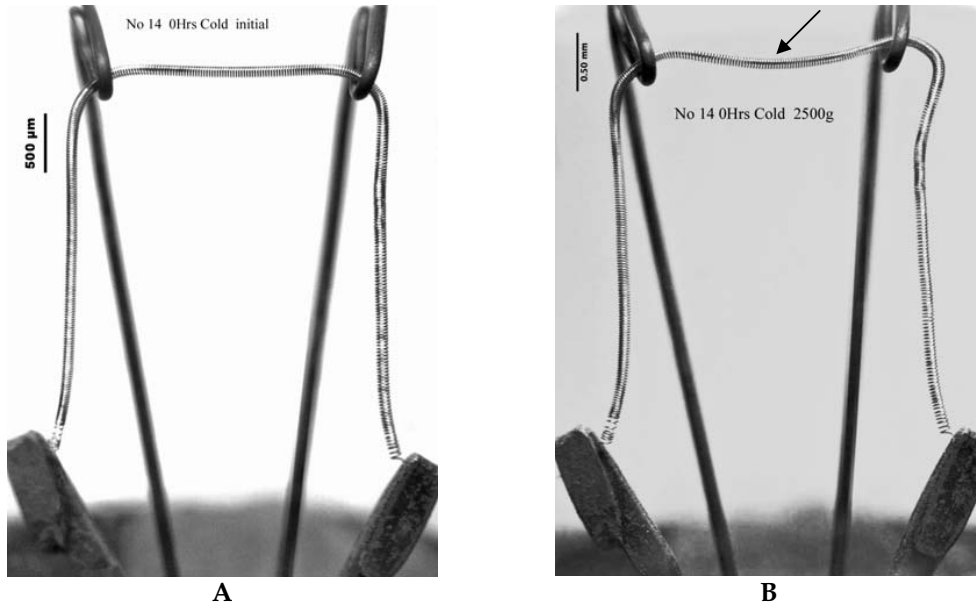 No 14 0Hrs Cold initial
500 µm
A
0.50 mm
No 14 0Hrs Cold 2500g
B